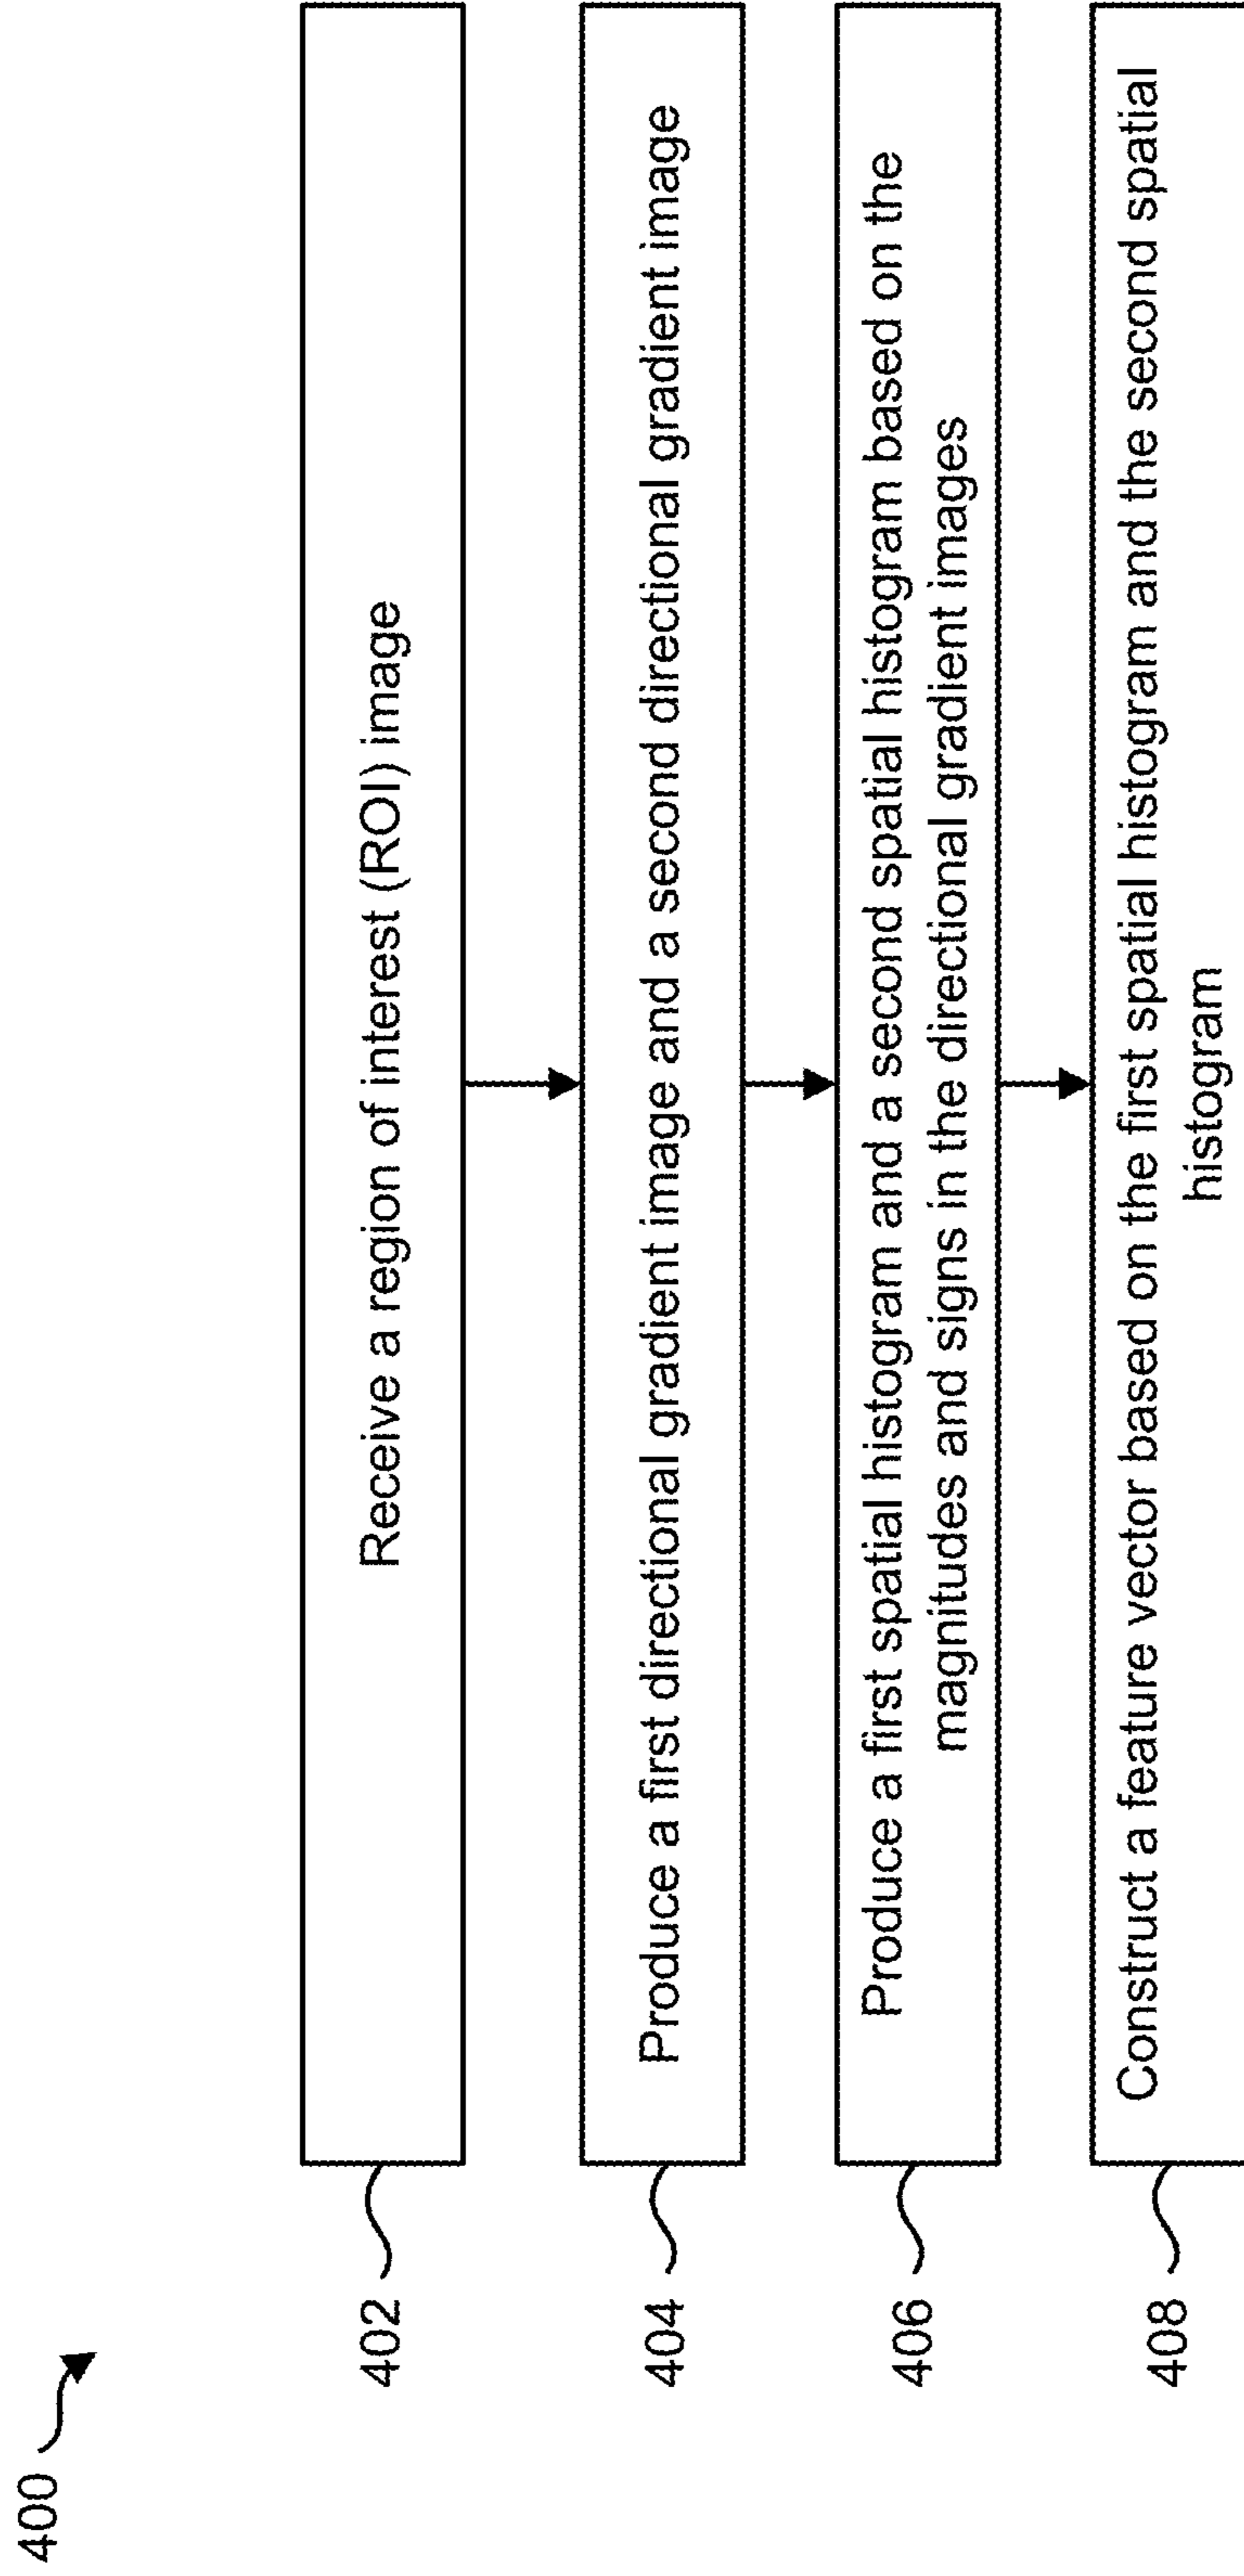 400
402
Receive a region of interest (ROI) image
404
Produce a first directional gradient image and a second directional gradient image
406
Produce a first spatial histogram and a second spatial histogram based on the
magnitudes and signs in the directional gradient images
408
Construct a feature vector based on the first spatial histogram and the second spatial
histogram